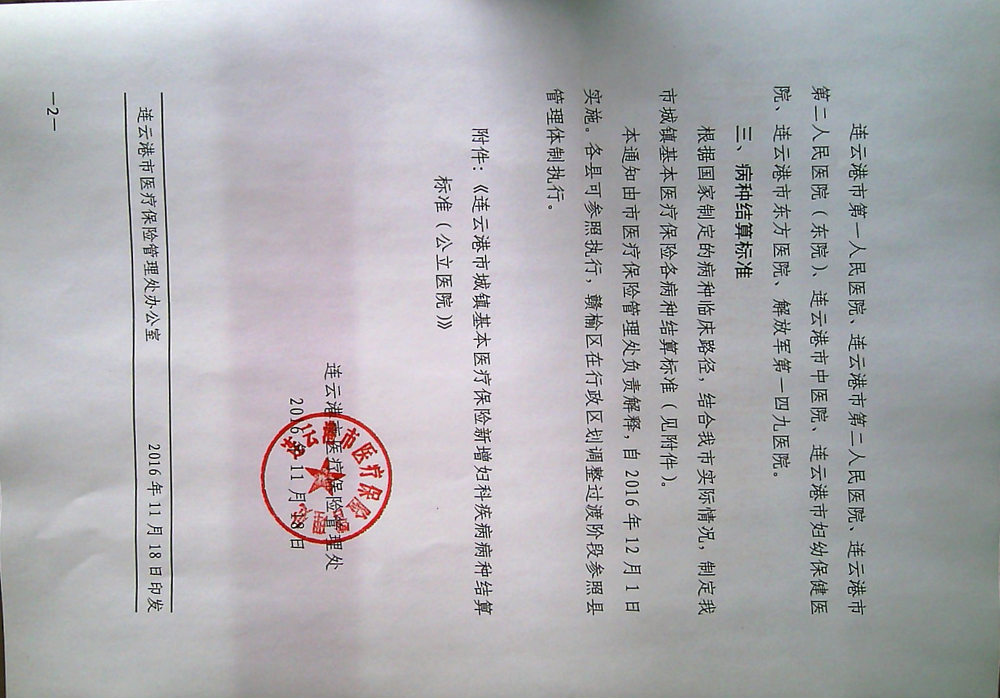 连云港市第一人民医院、连云港市第二人民医院、连云港市
第二人民医院（东院）、连云港市中医院、连云港市妇幼保健医
院、连云港市东方医院、解放军第一四九医院。
三、病种结算标准
根据国家制定的病种临床路径，结合我市实际情况，制定我
市城镇基本医疗保险各病种结算标准（见附件）。
本通知由市医疗保险管理处负责解释，自 2016 年 12 月 1 日
实施。各县可参照执行，赣榆区在行政区划调整过渡阶段参照县
管理体制执行。
附件：《连云港市城镇基本医疗保险新增妇科疾病病种结算
标准（公立医院）》
连云港市医疗保险管理处
2016 年 11 月 18 日
连云港市医疗保险管理处
连云港市医疗保险管理处办公室 2016 年 11 月 18 日印发
—2—